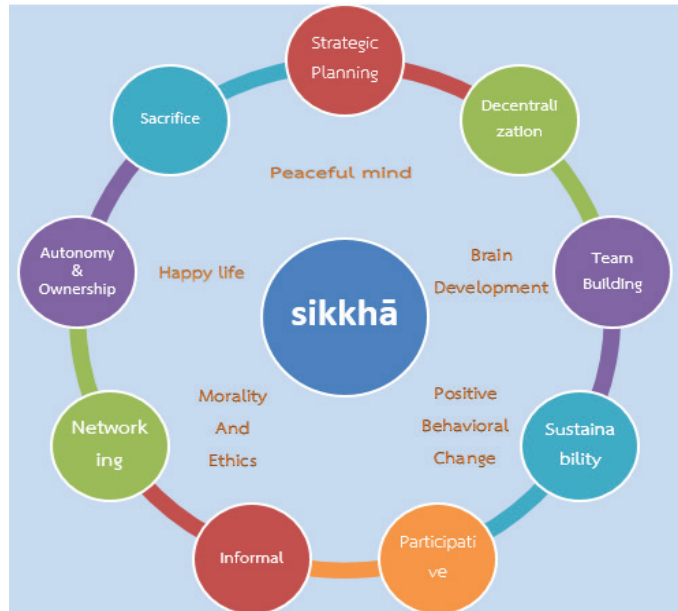 Strategic
Planning
Decentrali
zation
Sacrifice
Peaceful mind
Autonomy
&
Ownership
Happy life
Brain
Development
Team
Building
sikkhā
Morality
And
Ethics
Positive
Behavioral
Change
Network
ing
Sustaina
bility
Informal
Participati
ve